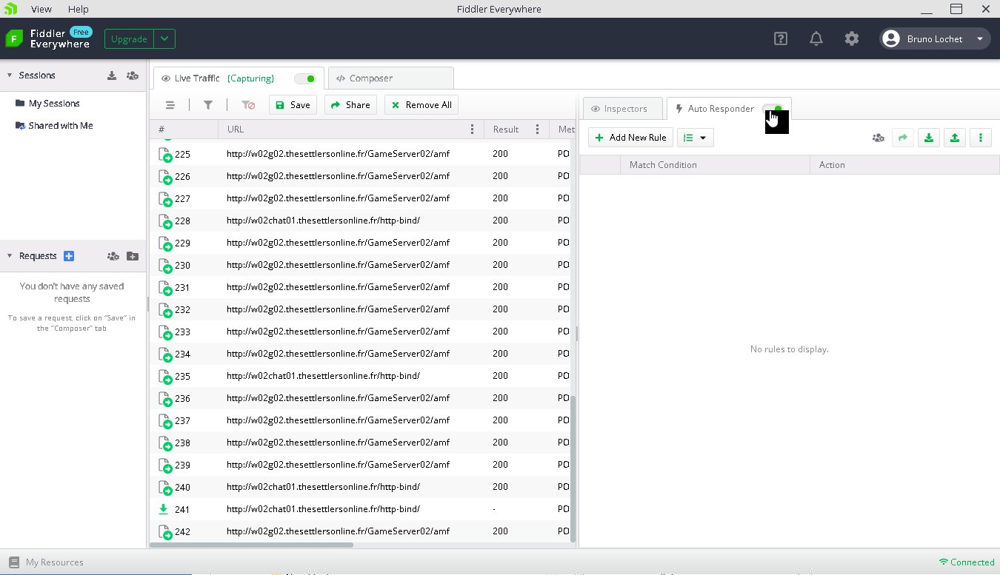 View Help Fiddler Everywhere
Fiddler Everywhere Free Upgrade Bruno Lochet
Sessions
My Sessions
Shared with Me
Requests
You don't have any saved
requests
To save a request, click on "Save" in
the "Composer" tab
Live Traffic (Capturing) Composer
Save Share Remove All
# URL Result Met
225 http://w02g02.thesettlersonline.fr/GameServer02/amf 200 PO
226 http://w02g02.thesettlersonline.fr/GameServer02/amf 200 PO
227 http://w02g02.thesettlersonline.fr/GameServer02/amf 200 PO
228 http://w02chat01.thesettlersonline.fr/http-bind/ 200 PO
229 http://w02g02.thesettlersonline.fr/GameServer02/amf 200 PO
230 http://w02g02.thesettlersonline.fr/GameServer02/amf 200 PO
231 http://w02g02.thesettlersonline.fr/GameServer02/amf 200 PO
232 http://w02g02.thesettlersonline.fr/GameServer02/amf 200 PO
233 http://w02g02.thesettlersonline.fr/GameServer02/amf 200 PO
234 http://w02g02.thesettlersonline.fr/GameServer02/amf 200 PO
235 http://w02chat01.thesettlersonline.fr/http-bind/ 200 PO
236 http://w02g02.thesettlersonline.fr/GameServer02/amf 200 PO
237 http://w02g02.thesettlersonline.fr/GameServer02/amf 200 PO
238 http://w02g02.thesettlersonline.fr/GameServer02/amf 200 PO
239 http://w02g02.thesettlersonline.fr/GameServer02/amf 200 PO
240 http://w02chat01.thesettlersonline.fr/http-bind/ 200 PO
241 http://w02chat01.thesettlersonline.fr/http-bind/ - PO
242 http://w02g02.thesettlersonline.fr/GameServer02/amf 200 PO
Inspectors Auto Responder
Add New Rule
Match Condition Action
No rules to display.
My Resources Connected